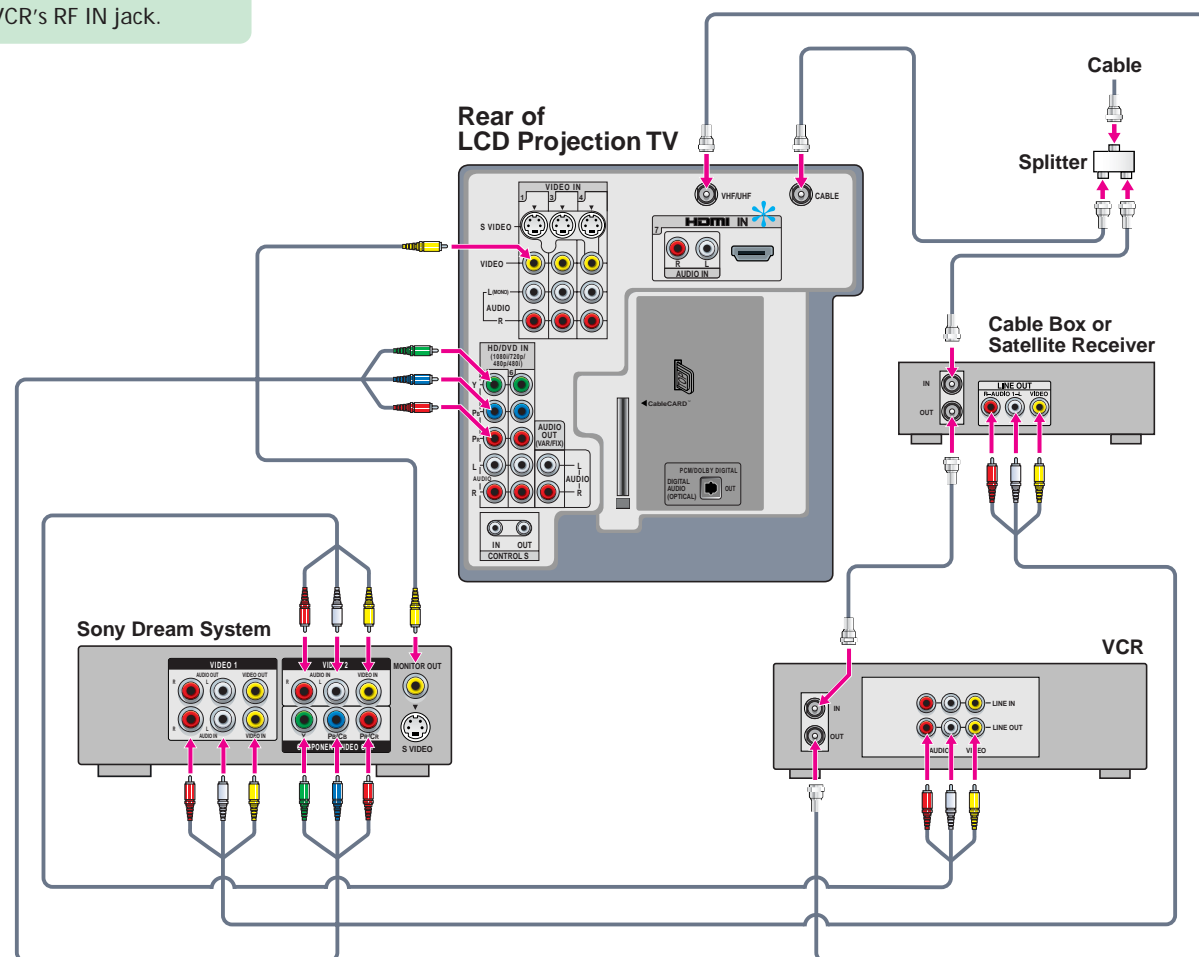 VCR's RF IN jack.
Cable
Rear of
LCD Projection TV
Splitter
VIDEO IN
1 3 4
VHF/UHF
CABLE
S VIDEO
HDMI IN
7
R L
AUDIO IN
VIDEO
L(MONO)
AUDIO
R
Cable Box or
Satellite Receiver
HD/DVD IN
(1080i/720p/
480p/480i)
6
Y
PB
PR
L
AUDIO
R
AUDIO
OUT
(VAR/FIX)
L
AUDIO
R
CableCARD™
PCM/DOLBY DIGITAL
DIGITAL
AUDIO
(OPTICAL)
OUT
IN
OUT
LINE OUT
R–AUDIO 1–L VIDEO
IN OUT
CONTROL S
Sony Dream System
VIDEO 1
AUDIO OUT VIDEO OUT
R L
R L
AUDIO IN VIDEO IN
AUDIO IN VIDEO IN
R L
Y PB/CB PR/CR
MONITOR OUT
S VIDEO
VCR
IN
OUT
LINE IN
LINE OUT
AUDIO VIDEO